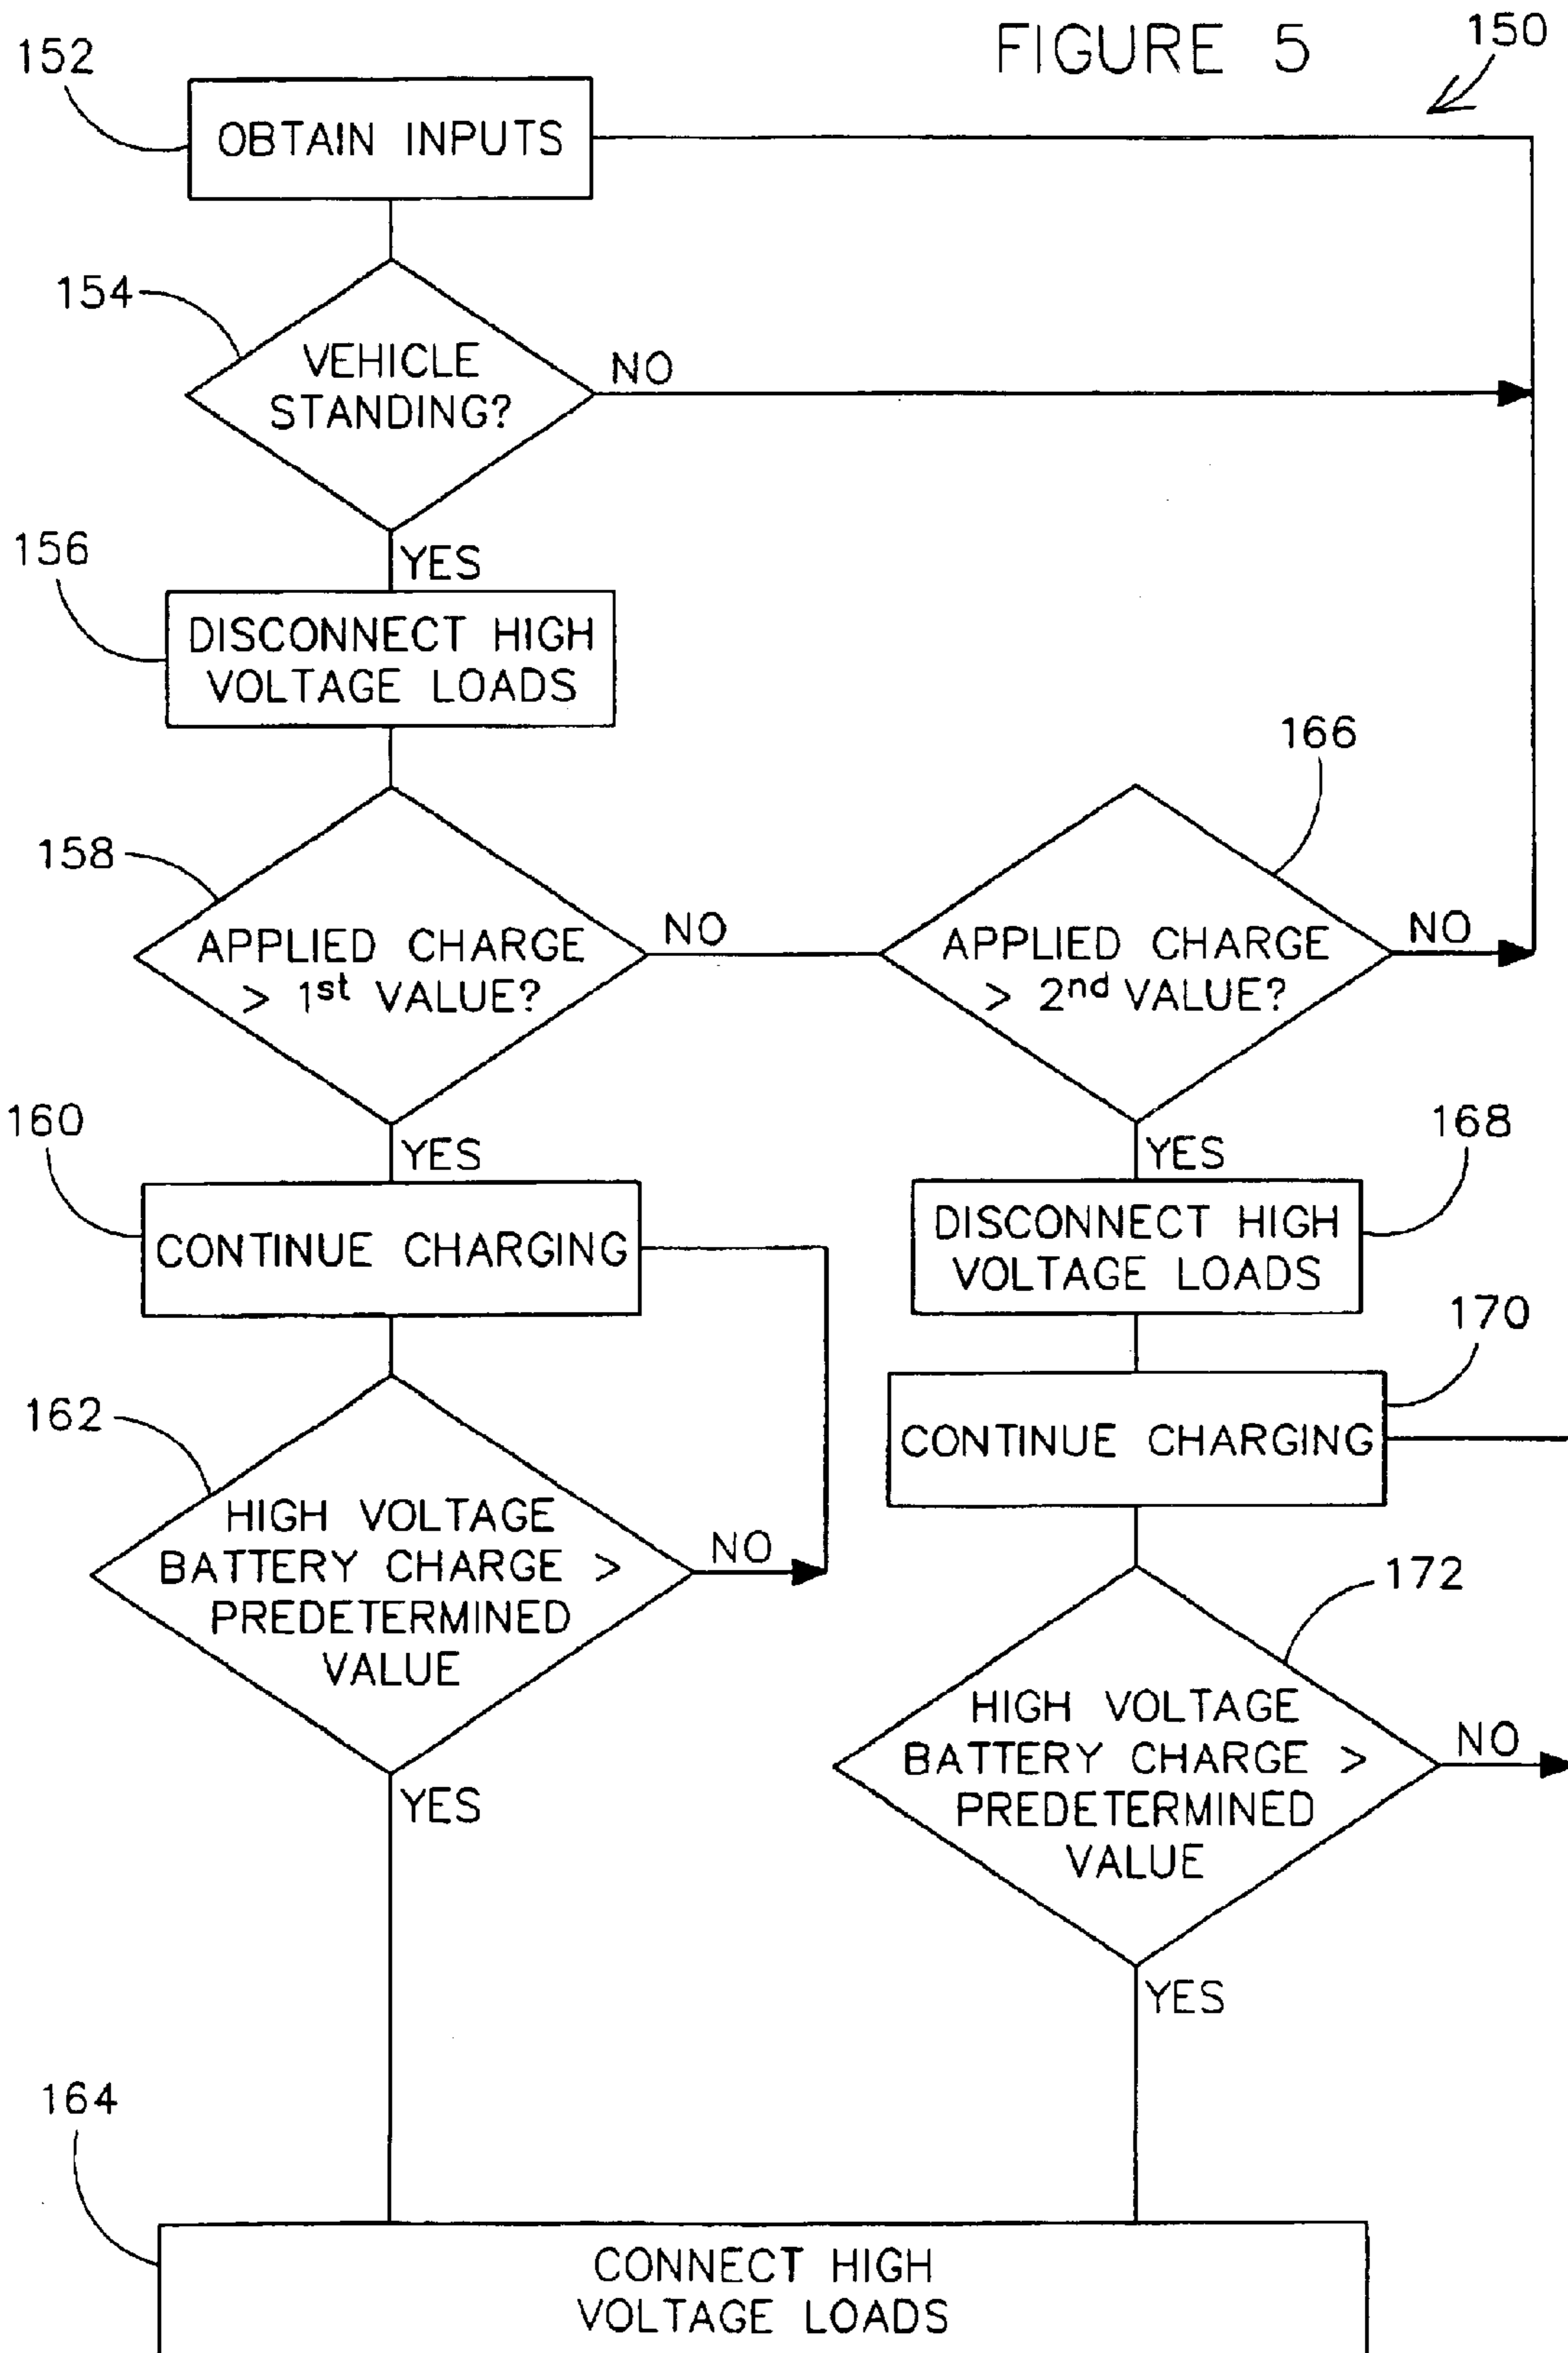 FIGURE 5
150
152
OBTAIN INPUTS
154
VEHICLE
STANDING?
NO
YES
156
DISCONNECT HIGH
VOLTAGE LOADS
158
APPLIED CHARGE
> 1st VALUE?
NO
166
APPLIED CHARGE
> 2nd VALUE?
NO
YES
160
CONTINUE CHARGING
162
HIGH VOLTAGE
BATTERY CHARGE >
PREDETERMINED
VALUE
NO
YES
YES
168
DISCONNECT HIGH
VOLTAGE LOADS
170
CONTINUE CHARGING
172
HIGH VOLTAGE
BATTERY CHARGE >
PREDETERMINED
VALUE
NO
YES
164
CONNECT HIGH
VOLTAGE LOADS